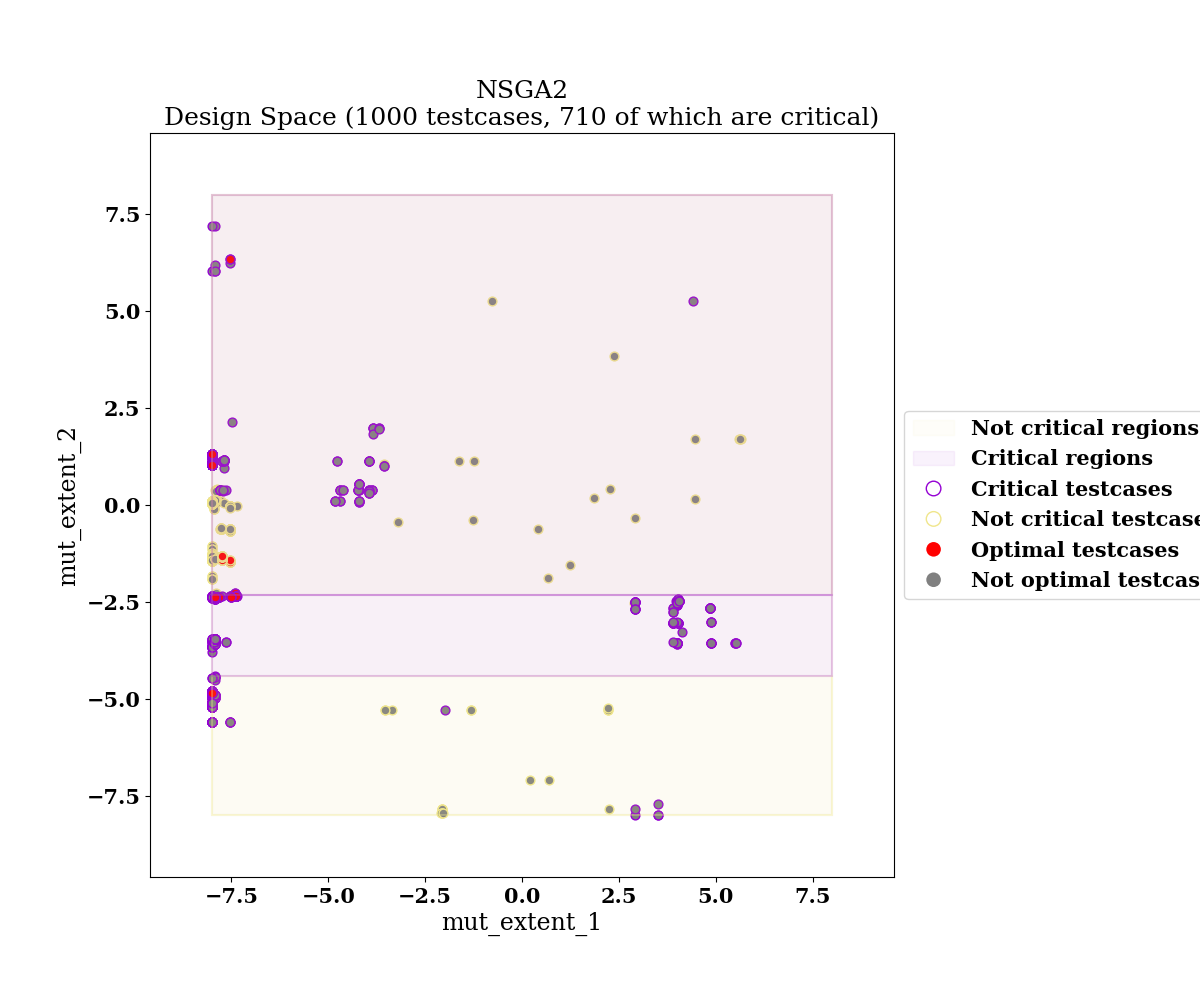 NSGA2
Design Space (1000 testcases, 710 of which are critical)
7.5
5.0
2.5
0.0
−2.5
−5.0
−7.5
mut_extent_2
−7.5 −5.0 −2.5 0.0 2.5 5.0 7.5
mut_extent_1
Not critical regions
Critical regions
Critical testcases
Not critical testcase
Optimal testcases
Not optimal testcas